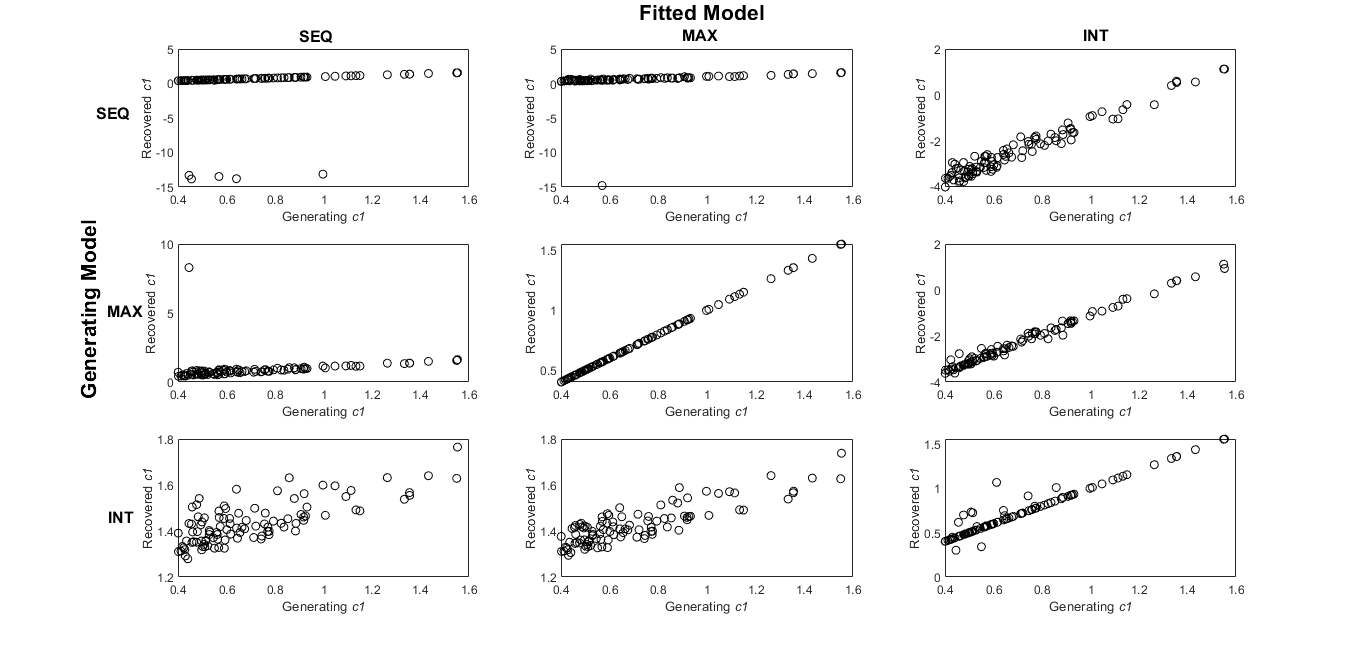 Fitted Model
SEQ MAX INT
Generating Model
SEQ
5 0 -5 -10 -15
Recovered c1
0.4 0.6 0.8 1 1.2 1.4 1.6
Generating c1
5 0 -5 -10 -15
Recovered c1
0.4 0.6 0.8 1 1.2 1.4 1.6
Generating c1
2 0 -2 -4
Recovered c1
0.4 0.6 0.8 1 1.2 1.4 1.6
Generating c1
MAX
10 5 0
Recovered c1
0.4 0.6 0.8 1 1.2 1.4 1.6
Generating c1
1.5 1 0.5
Recovered c1
0.4 0.6 0.8 1 1.2 1.4 1.6
Generating c1
2 0 -2 -4
Recovered c1
0.4 0.6 0.8 1 1.2 1.4 1.6
Generating c1
INT
1.8 1.6 1.4 1.2
Recovered c1
0.4 0.6 0.8 1 1.2 1.4 1.6
Generating c1
1.8 1.6 1.4 1.2
Recovered c1
0.4 0.6 0.8 1 1.2 1.4 1.6
Generating c1
1.5 1 0.5 0
Recovered c1
0.4 0.6 0.8 1 1.2 1.4 1.6
Generating c1